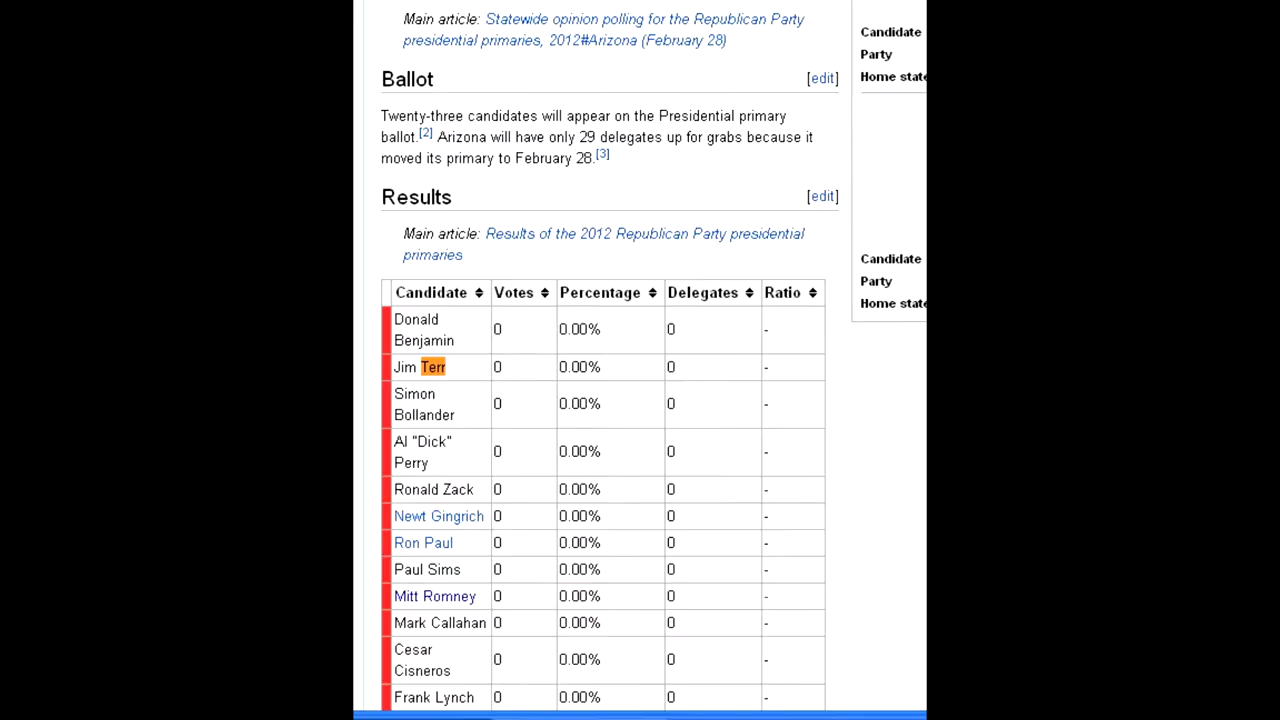 Main article: Statewide opinion polling for the Republican Party
presidential primaries, 2012#Arizona (February 28)
Ballot [edit]
Twenty-three candidates will appear on the Presidential primary
ballot.[2] Arizona will have only 29 delegates up for grabs because it
moved its primary to February 28.[3]
Results [edit]
Main article: Results of the 2012 Republican Party presidential
primaries
Candidate Votes Percentage Delegates Ratio
Donald
Benjamin 0 0.00% 0 -
Jim Terr 0 0.00% 0 -
Simon
Bollander 0 0.00% 0 -
Al "Dick"
Perry 0 0.00% 0 -
Ronald Zack 0 0.00% 0 -
Newt Gingrich 0 0.00% 0 -
Ron Paul 0 0.00% 0 -
Paul Sims 0 0.00% 0 -
Mitt Romney 0 0.00% 0 -
Mark Callahan 0 0.00% 0 -
Cesar
Cisneros 0 0.00% 0 -
Frank Lynch 0 0.00% 0 -
Candidate
Party
Home state
Candidate
Party
Home state